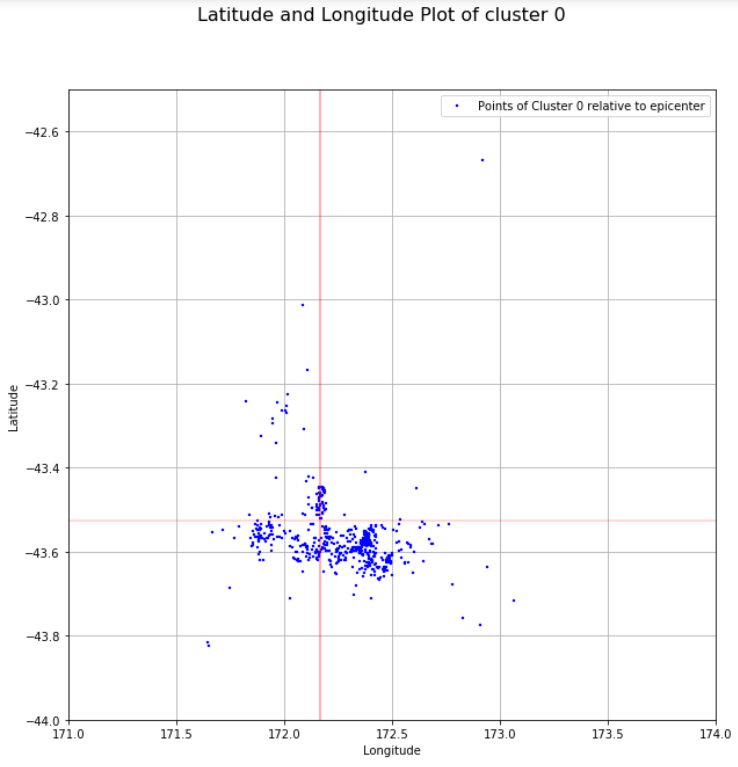 Latitude and Longitude Plot of cluster 0
Points of Cluster 0 relative to epicenter
−42.6
−42.8
−43.0
−43.2
−43.4
−43.6
−43.8
−44.0
Latitude
171.0 171.5 172.0 172.5 173.0 173.5 174.0
Longitude